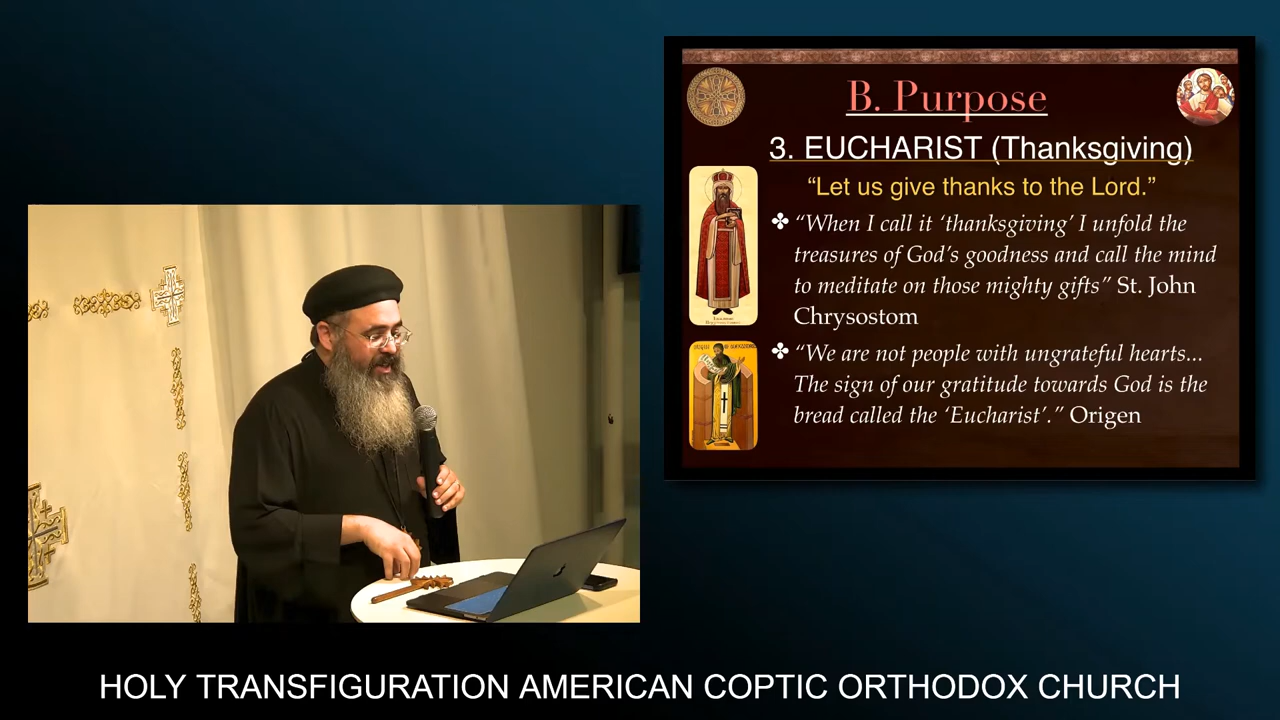 B. Purpose
3. EUCHARIST (Thanksgiving)
“Let us give thanks to the Lord.”
“When I call it ‘thanksgiving’ I unfold the
treasures of God’s goodness and call the mind
to meditate on those mighty gifts” St. John
Chrysostom
“We are not people with ungrateful hearts...
The sign of our gratitude towards God is the
bread called the ‘Eucharist’.” Origen
HOLY TRANSFIGURATION AMERICAN COPTIC ORTHODOX CHURCH